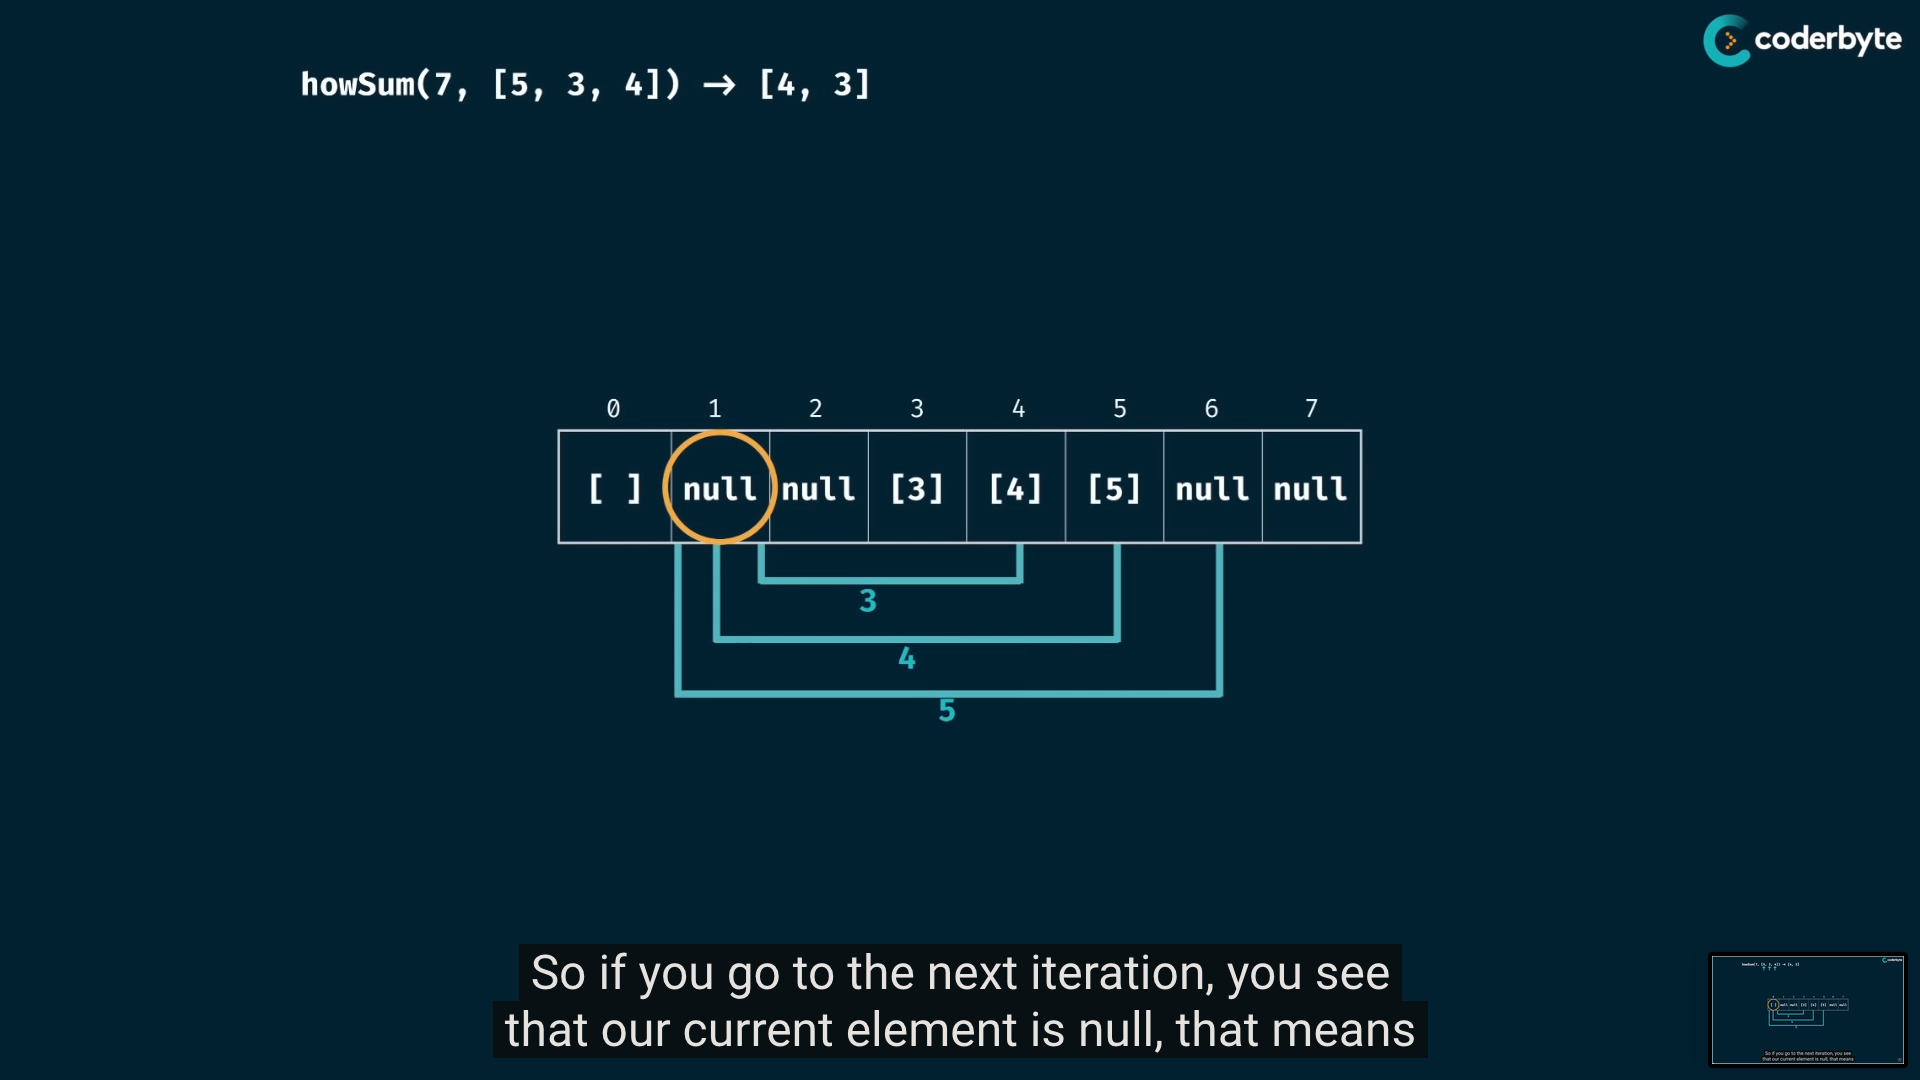 coderbyte
howSum(7, [5, 3, 4]) → [4, 3]
0 1 2 3 4 5 6 7
[ ] null null [3] [4] [5] null null
3
4
5
So if you go to the next iteration, you see
that our current element is null, that means